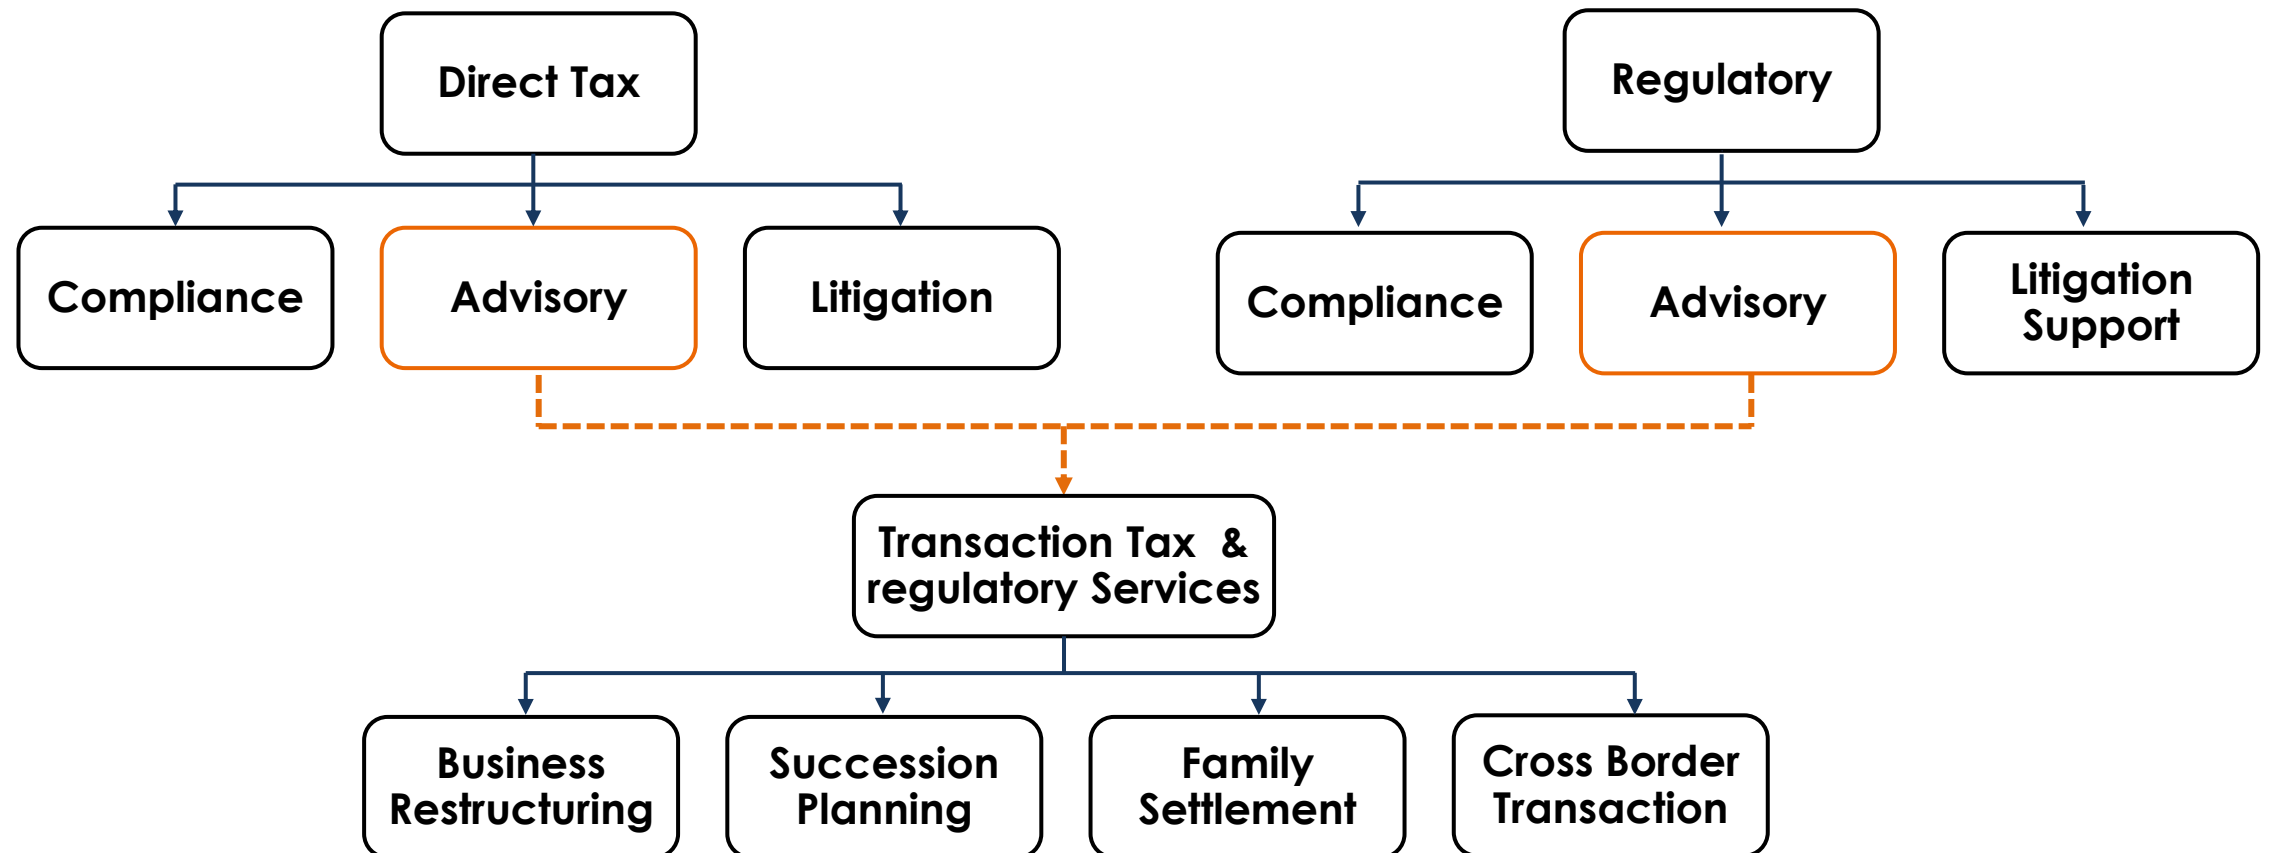 Direct Tax
Regulatory
Compliance
Advisory
Litigation
Compliance
Advisory
Litigation
Support
Transaction Tax  &
regulatory Services
Business
Restructuring
Succession
Planning
Family
Settlement
Cross Border
Transaction